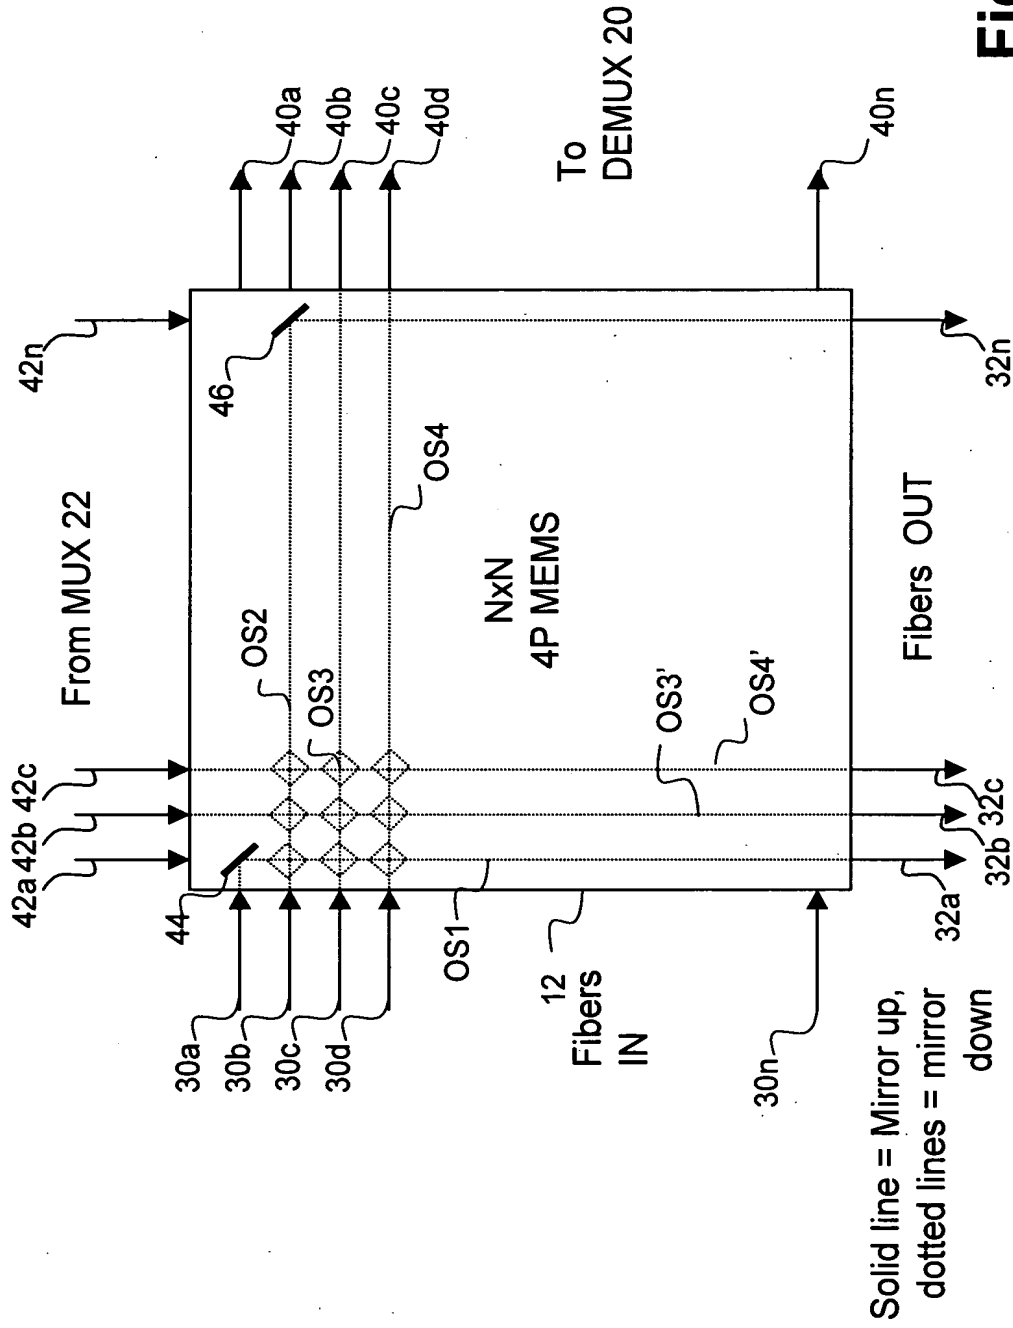 42a
42b
42c
42n
From MUX 22
44
46
30a
30b
30c
30d
OS2
OS3
OS4
OS1
40a
40b
40c
40d
NxN
4P MEMS
12
Fibers
IN
To
DEMUX 20
OS3'
OS4'
30n
40n
Fibers OUT
32a
32b
32c
32n
Solid line = Mirror up,
dotted lines = mirror
down